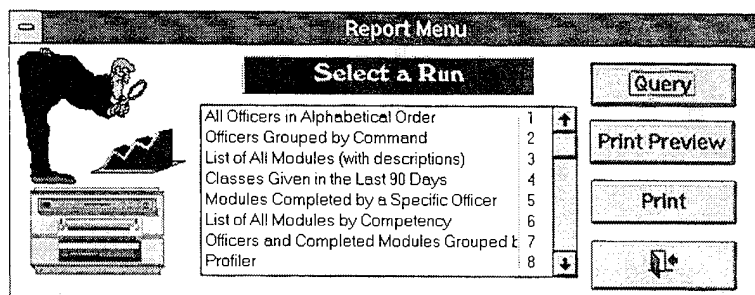 Report Menu
Select a Run
All Officers in Alphabetical Order 1
Officers Grouped by Command 2
List of All Modules (with descriptions) 3
Classes Given in the Last 90 Days 4
Modules Completed by a Specific Officer 5
List of All Modules by Competency 6
Officers and Completed Modules Grouped t 7
Profiler 8
Query
Print Preview
Print